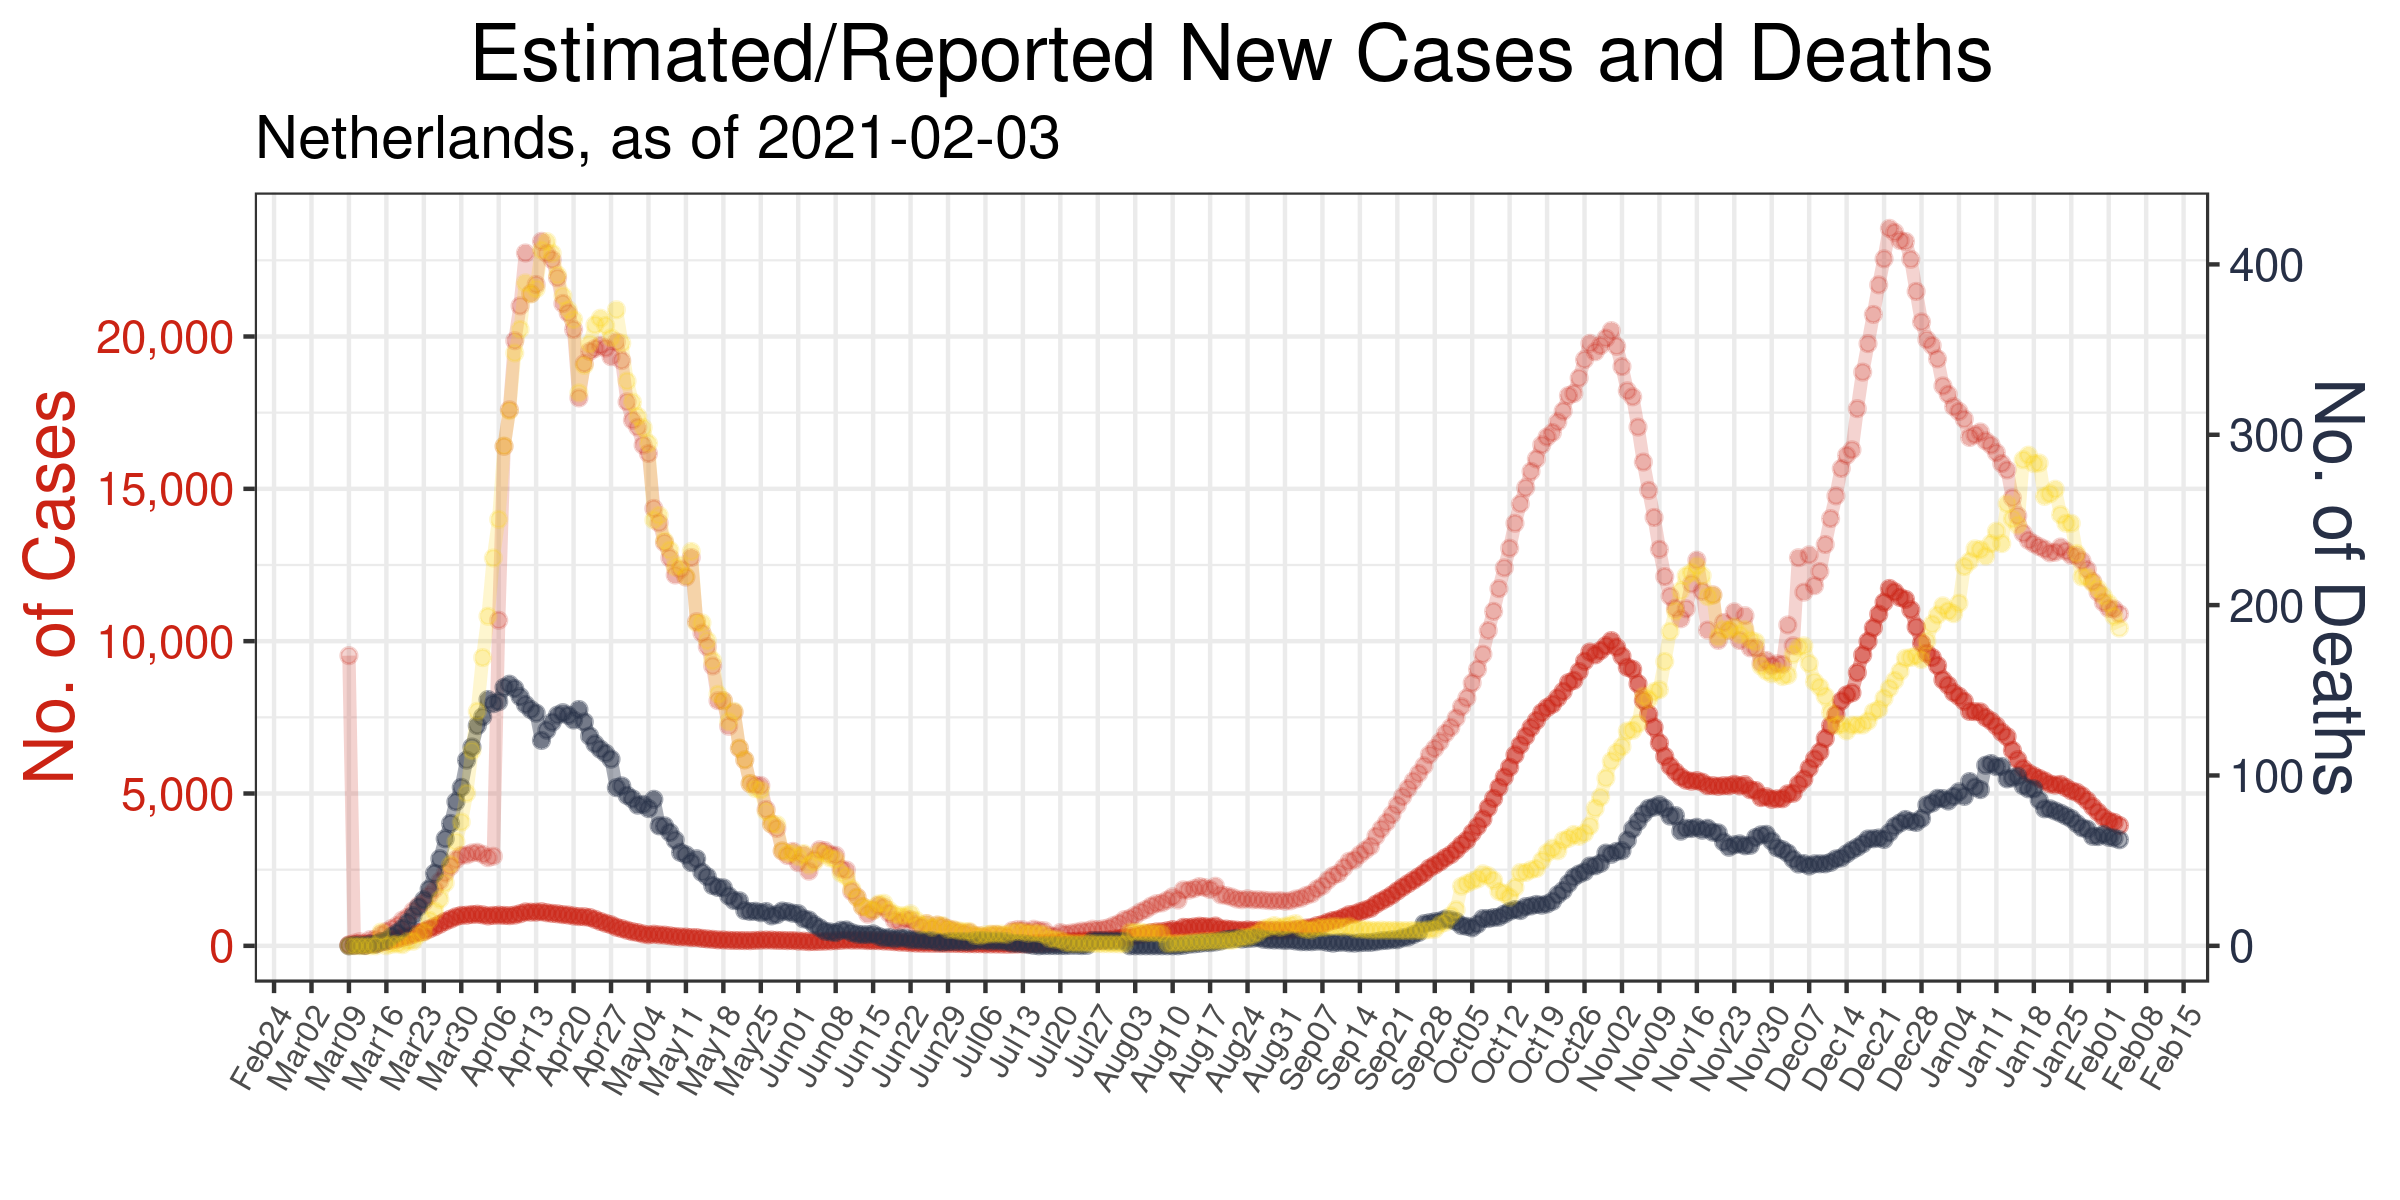 Estimated/Reported New Cases and Deaths
Netherlands, as of 2021-02-03
No. of Cases
20,000
15,000
10,000
5,000
0
400
300
200
100
0
No. of Deaths
Feb24
Mar02
Mar09
Mar16
Mar23
Mar30
Apr06
Apr13
Apr20
Apr27
May04
May11
May18
May25
Jun01
Jun08
Jun15
Jun22
Jun29
Jul06
Jul13
Jul20
Jul27
Aug03
Aug10
Aug17
Aug24
Aug31
Sep07
Sep14
Sep21
Sep28
Oct05
Oct12
Oct19
Oct26
Nov02
Nov09
Nov16
Nov23
Nov30
Dec07
Dec14
Dec21
Dec28
Jan04
Jan11
Jan18
Jan25
Feb01
Feb08
Feb15